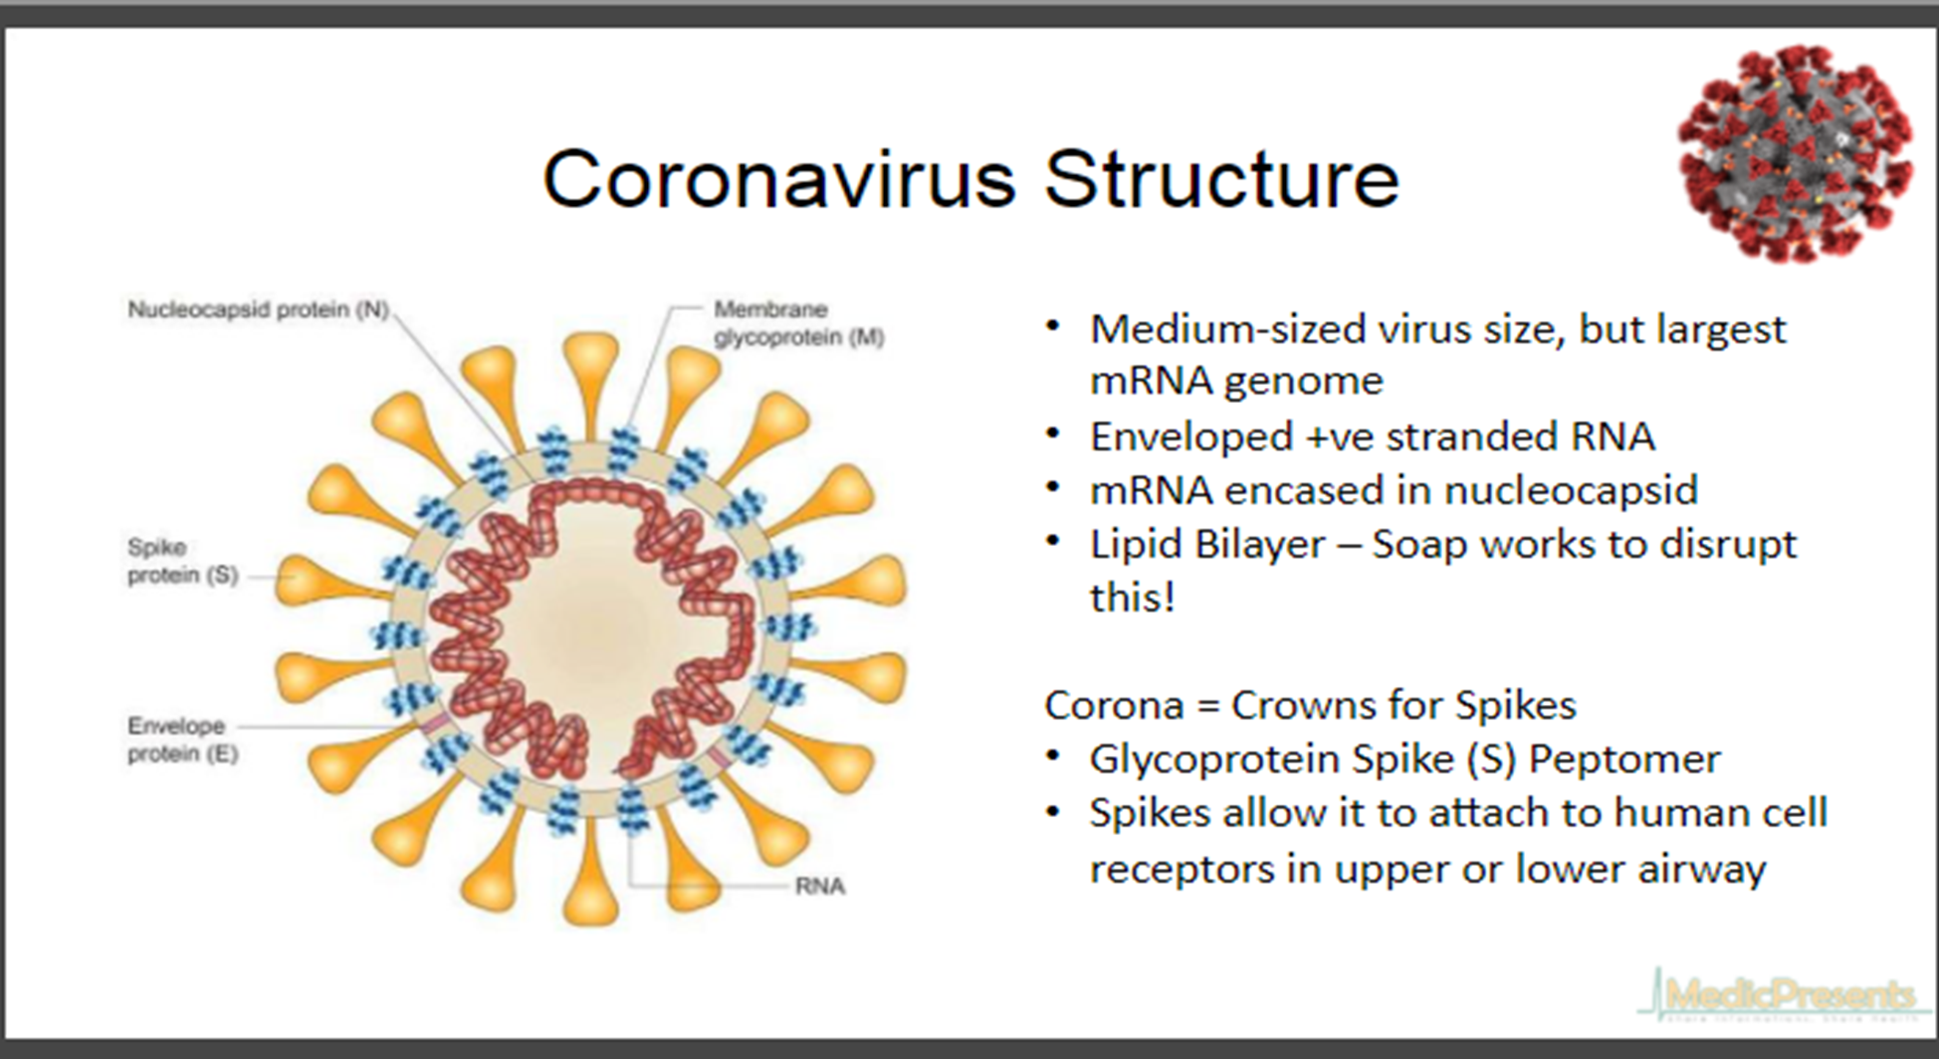 Coronavirus Structure
Nucleocapsid protein (N)
Membrane
glycoprotein (M)
Spike
protein (S)
Envelope
protein (E)
RNA
• Medium-sized virus size, but largest
mRNA genome
• Enveloped +ve stranded RNA
• mRNA encased in nucleocapsid
• Lipid Bilayer – Soap works to disrupt
this!
Corona = Crowns for Spikes
• Glycoprotein Spike (S) Peptomer
• Spikes allow it to attach to human cell
receptors in upper or lower airway
MedicPresents